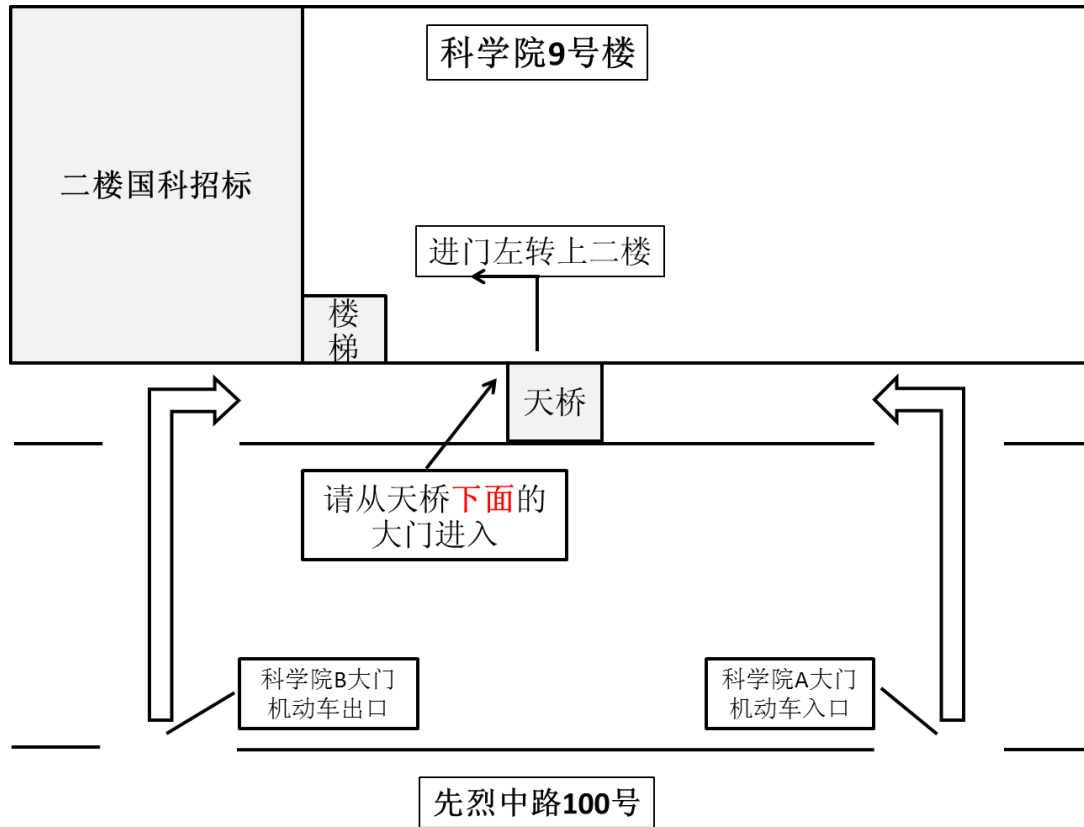 科学院9号楼
二楼国科招标
进门左转上二楼
楼
梯
天桥
请从天桥下面的
大门进入
科学院B大门
机动车出口
科学院A大门
机动车入口
先烈中路100号